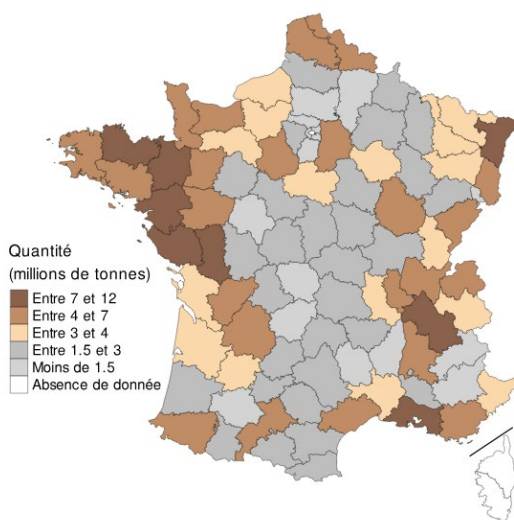 Quantité
(millions de tonnes)
Entre 7 et 12
Entre 4 et 7
Entre 3 et 4
Entre 1.5 et 3
Moins de 1.5
Absence de donnée